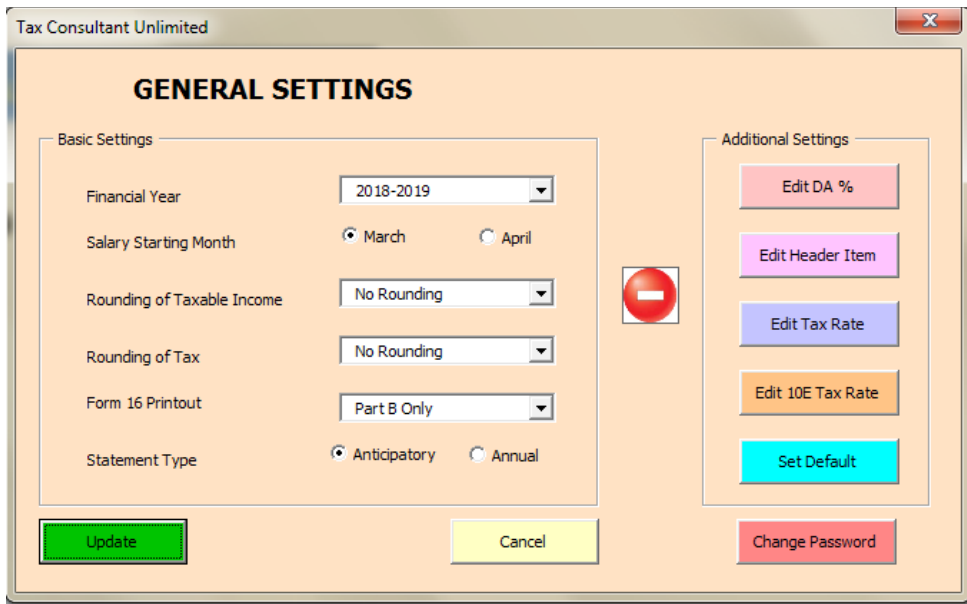 Tax Consultant Unlimited
GENERAL SETTINGS
Basic Settings
Financial Year
2018-2019
Salary Starting Month
March
April
Rounding of Taxable Income
No Rounding
Rounding of Tax
No Rounding
Form 16 Printout
Part B Only
Statement Type
Anticipatory
Annual
Update
Cancel
Additional Settings
Edit DA %
Edit Header Item
Edit Tax Rate
Edit 10E Tax Rate
Set Default
Change Password